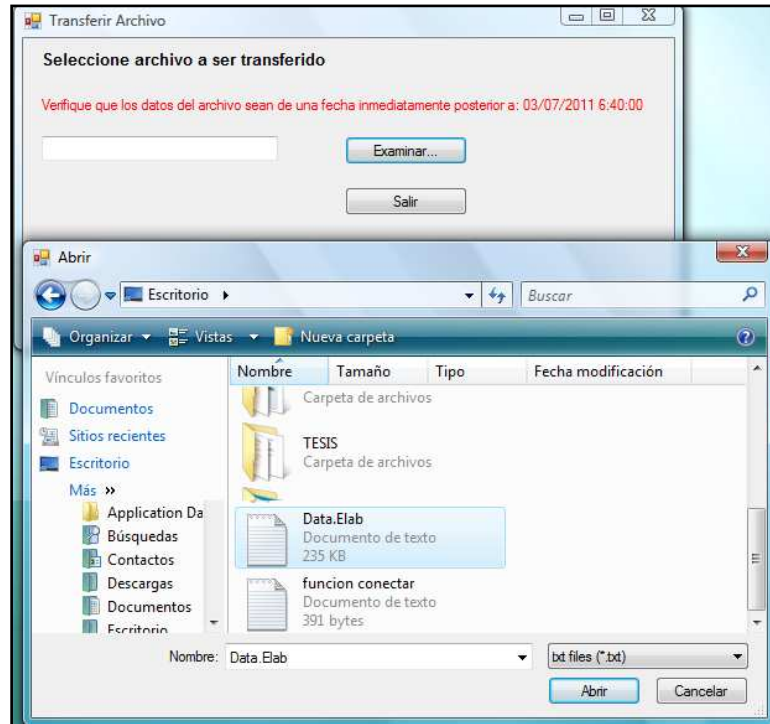 Transferir Archivo
Seleccione archivo a ser transferido
Verifique que los datos del archivo sean de una fecha inmediatamente posterior a: 03/07/2011 6:40:00
Examinar...
Salir
Abrir
Escritorio
Buscar
Organizar Vistas Nueva carpeta
Vínculos favoritos
Documentos
Sitios recientes
Escritorio
Más »
Application Da
Búsquedas
Contactos
Descargas
Documentos
Escritorio
Nombre Tamaño Tipo Fecha modificación
Carpeta de archivos
TESIS
Carpeta de archivos
Data.Elab
Documento de texto
235 KB
funcion conectar
Documento de texto
391 bytes
Nombre: Data.Elab txt files (*.txt)
Abrir Cancelar